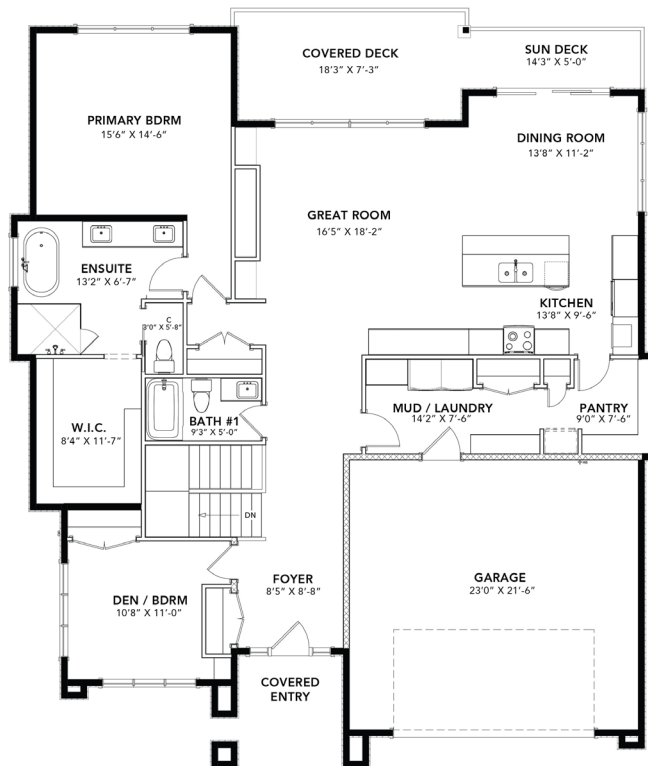 COVERED DECK
18'3" X 7'-3"
SUN DECK
14'3" X 5'-0"
PRIMARY BDRM
15'6" X 14'-6"
DINING ROOM
13'8" X 11'-2"
GREAT ROOM
16'5" X 18'-2"
ENSUITE
13'2" X 6'-7"
KITCHEN
13'8" X 9'-6"
C
3'0" X 5'-8"
W.I.C.
8'4" X 11'-7"
BATH #1
9'3" X 5'-0"
MUD / LAUNDRY
14'2" X 7'-6"
PANTRY
9'0" X 7'-6"
DN
DEN / BDRM
10'8" X 11'-0"
FOYER
8'5" X 8'-8"
GARAGE
23'0" X 21'-6"
COVERED
ENTRY